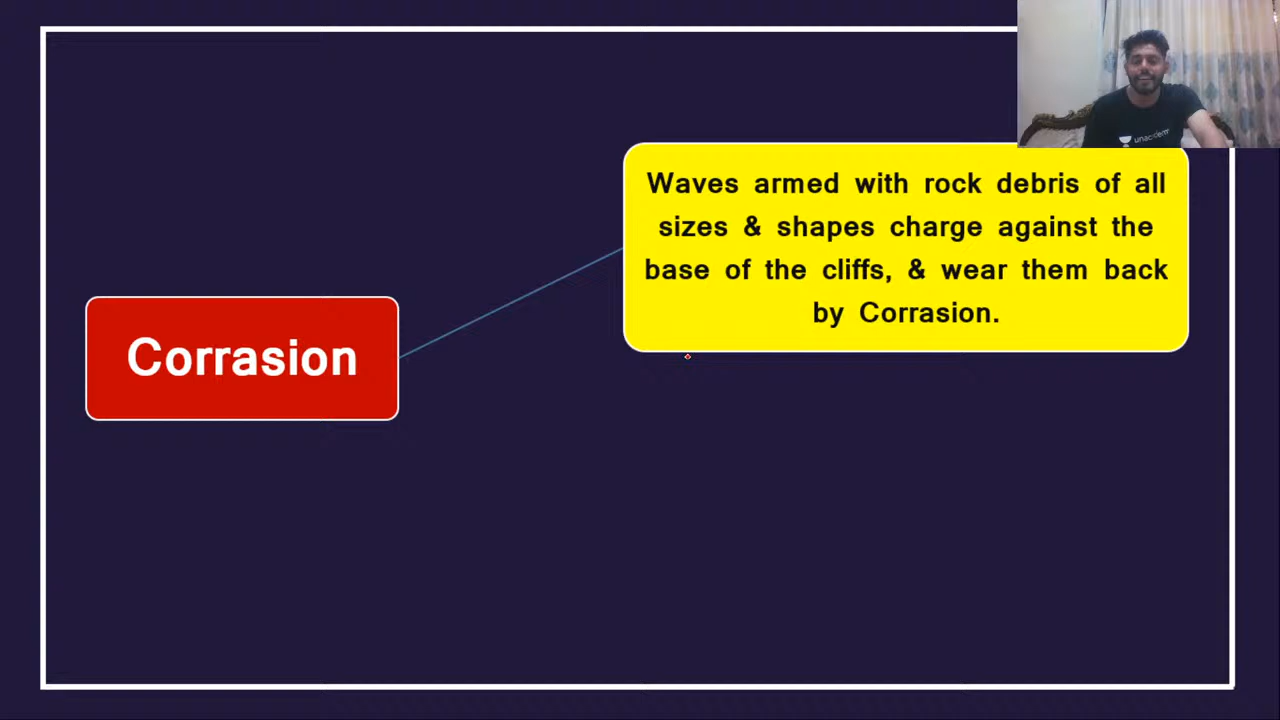 Waves armed with rock debris of all
sizes & shapes charge against the
base of the cliffs, & wear them back
by Corrasion.
Corrasion